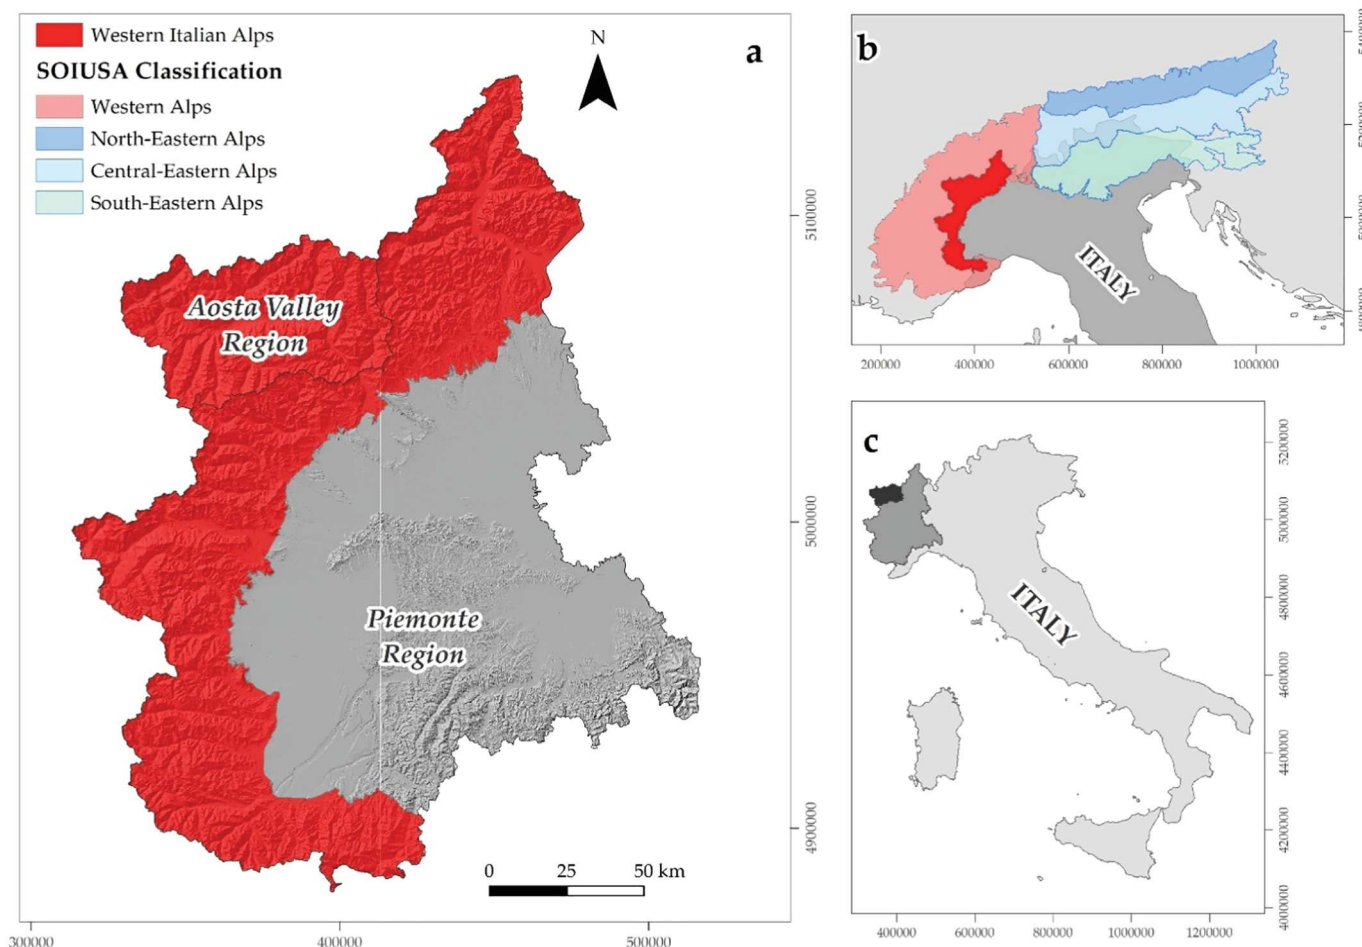 Western Italian Alps
SOIUSA Classification
Western Alps
North-Eastern Alps
Central-Eastern Alps
South-Eastern Alps
N
a
Aosta Valley
Region
Piemonte
Region
0 25 50 km
5100000
5000000
4900000
300000 400000 500000
b
ITALY
200000 400000 600000 800000 1000000
c
ITALY
5200000
5000000
4800000
4600000
4400000
4200000
4000000
400000 600000 800000 1000000 1200000